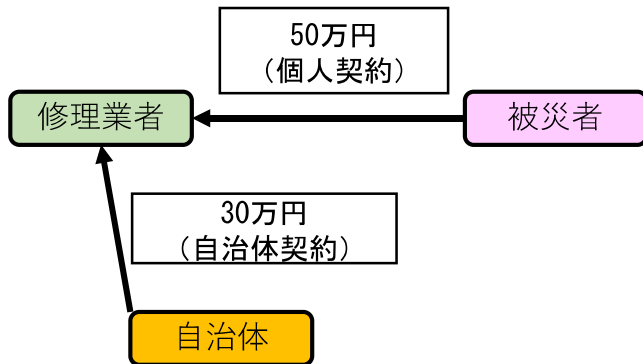 50万円
（個人契約）
修理業者
被災者
30万円
（自治体契約）
自治体